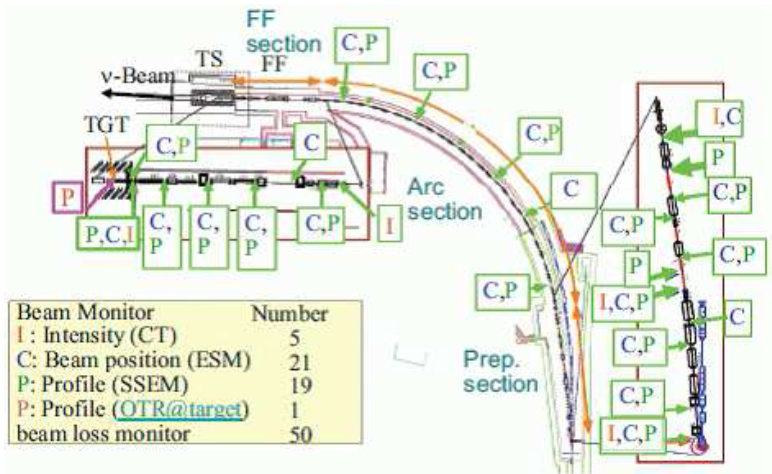 FF
section
TS
FF
C,P
C,P
ν-Beam
TGT
C,P
C
C,P
I,C
P
P
Arc
section
C
C,P
C,P
P,C,I
C,
P
C,
P
C,
P
C,P
I
C,P
C,P
P
I,C,P
C
Prep.
section
C,P
C,P
I,C,P
Beam Monitor Number
I : Intensity (CT) 5
C: Beam position (ESM) 21
P: Profile (SSEM) 19
P: Profile (OTR@target) 1
beam loss monitor 50